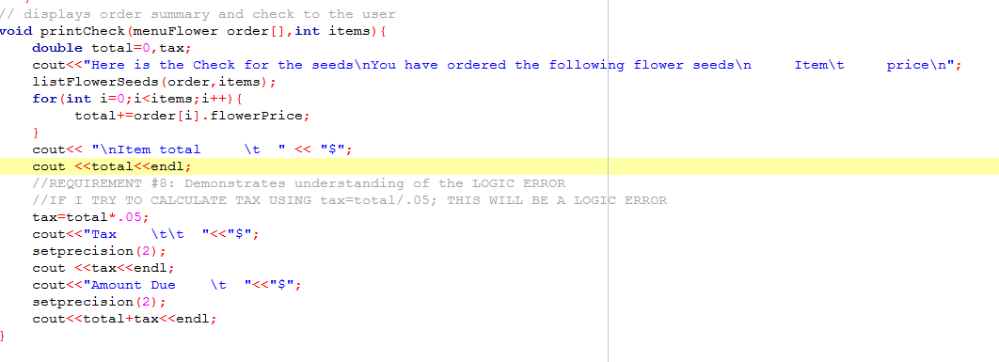 // displays order summary and check to the user
void printCheck(menuFlower order[],int items){
    double total=0,tax;
    cout<<"Here is the Check for the seeds\nYou have ordered the following flower seeds\n     Item\t     price\n";
    listFlowerSeeds(order,items);
    for(int i=0;i<items;i++){
         total+=order[i].flowerPrice;
    }
    cout<< "\nItem total     \t  " << "$";
    cout <<total<<endl;
    //REQUIREMENT #8: Demonstrates understanding of the LOGIC ERROR
    //IF I TRY TO CALCULATE TAX USING tax=total/.05; THIS WILL BE A LOGIC ERROR
    tax=total*.05;
    cout<<"Tax    \t\t  "<<"$";
    setprecision(2);
    cout <<tax<<endl;
    cout<<"Amount Due    \t  "<<"$";
    setprecision(2);
    cout<<total+tax<<endl;
}